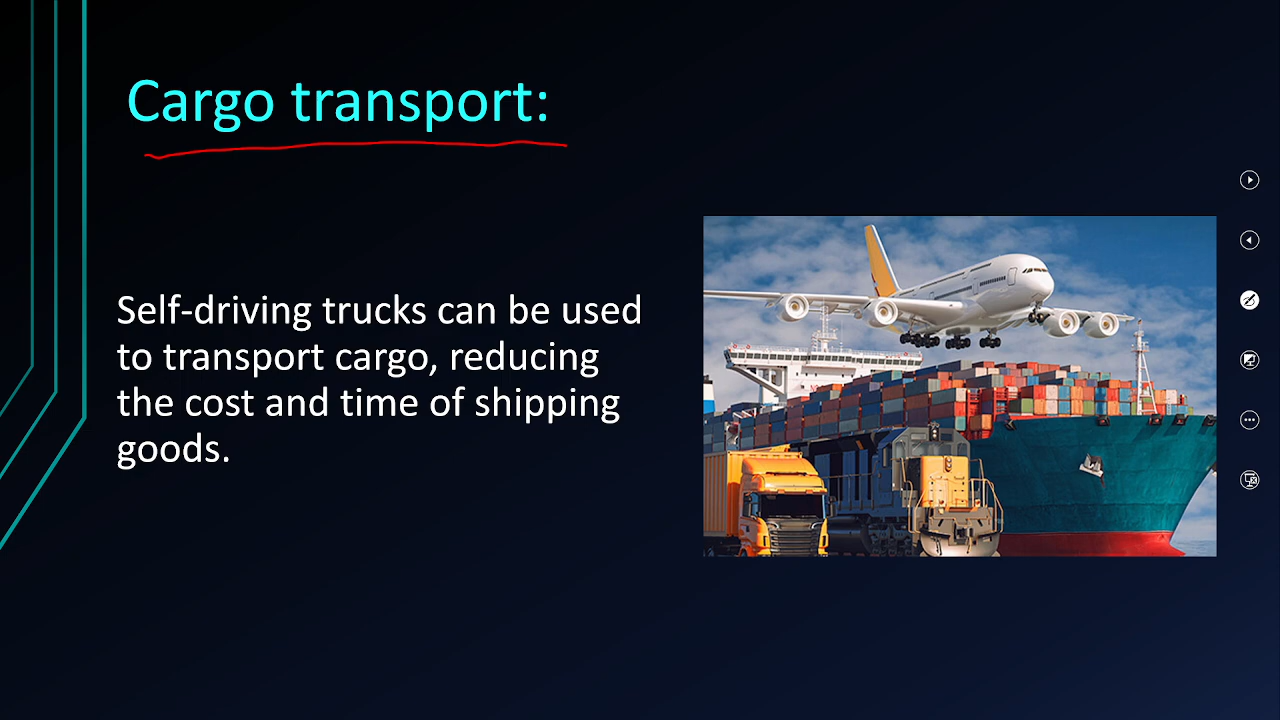 Cargo transport:
Self-driving trucks can be used
to transport cargo, reducing
the cost and time of shipping
goods.